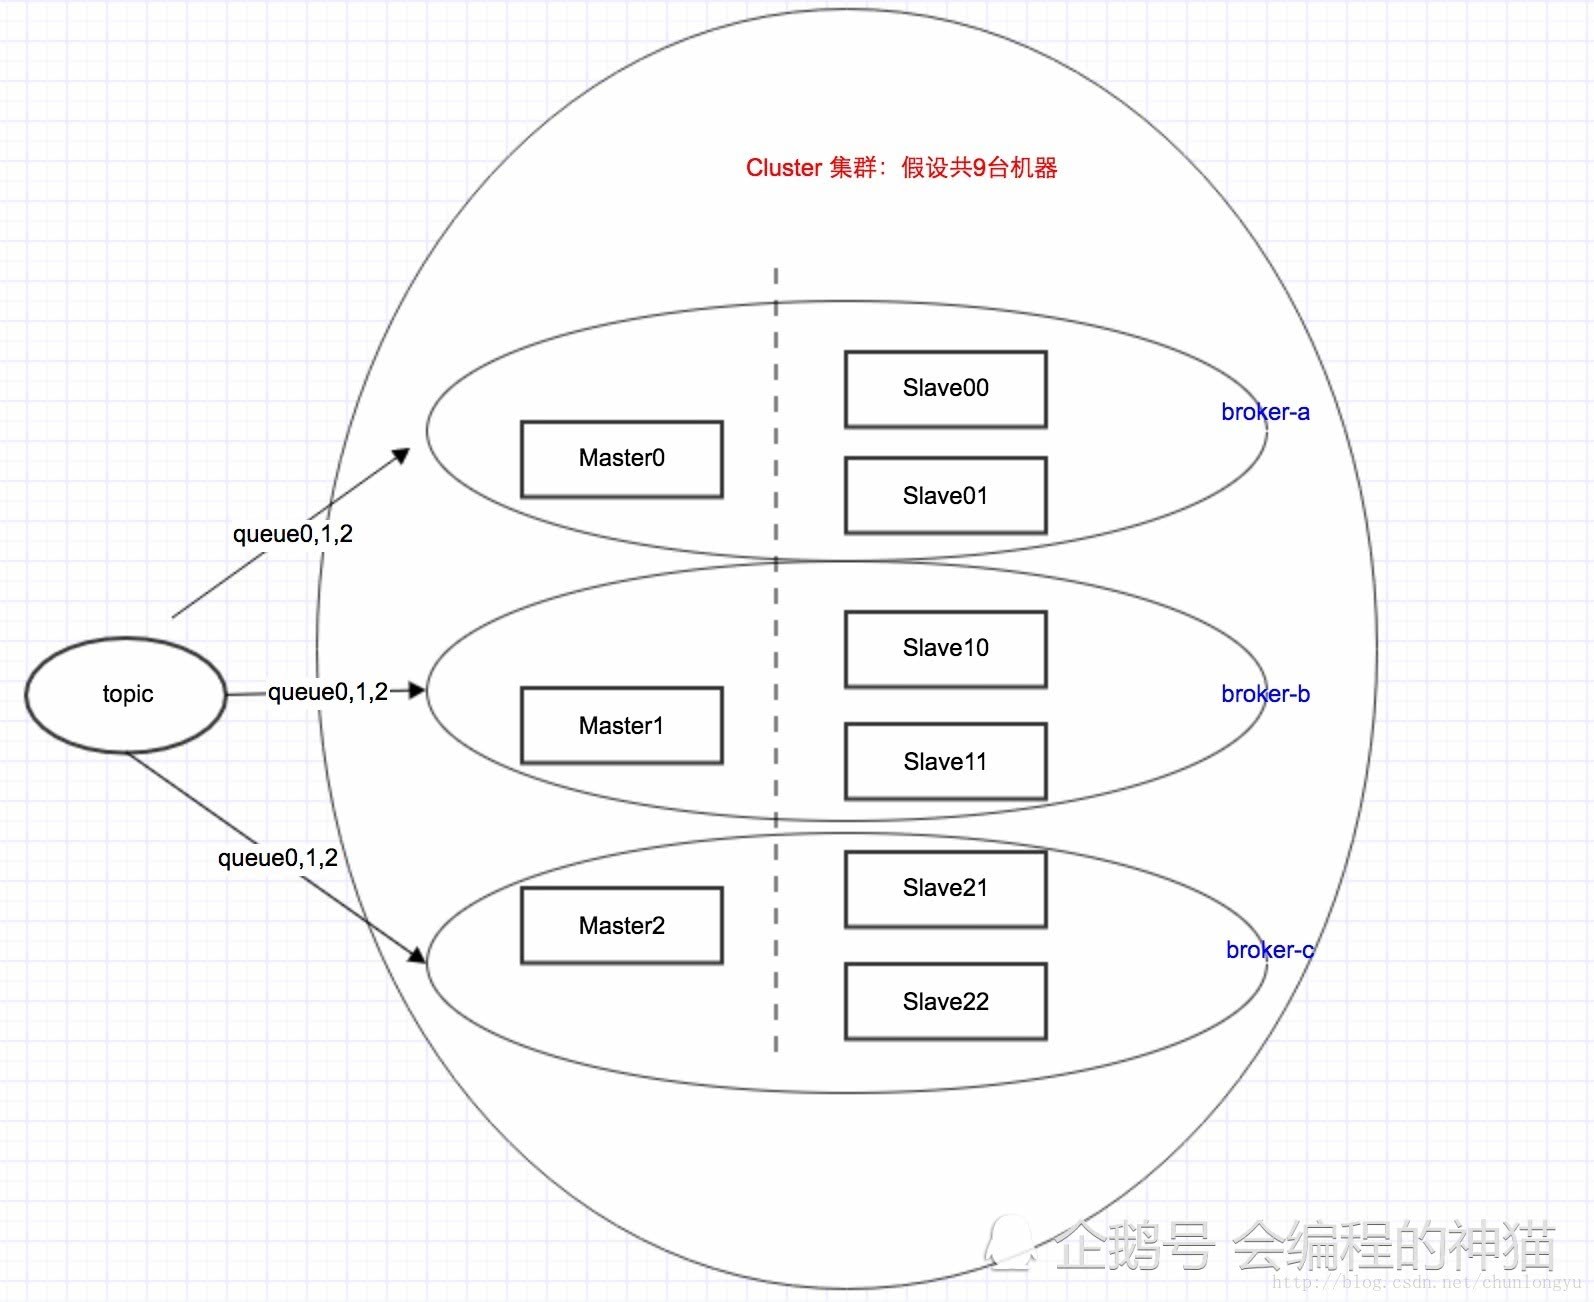 Cluster 集群：假设共9台机器
Slave00
broker-a
Master0
Slave01
queue0,1,2
Slave10
topic
queue0,1,2
broker-b
Master1
Slave11
queue0,1,2
Slave21
Master2
broker-c
Slave22
企鹅号 会编程的神猫
http://blog.csdn.net/chunlongyu